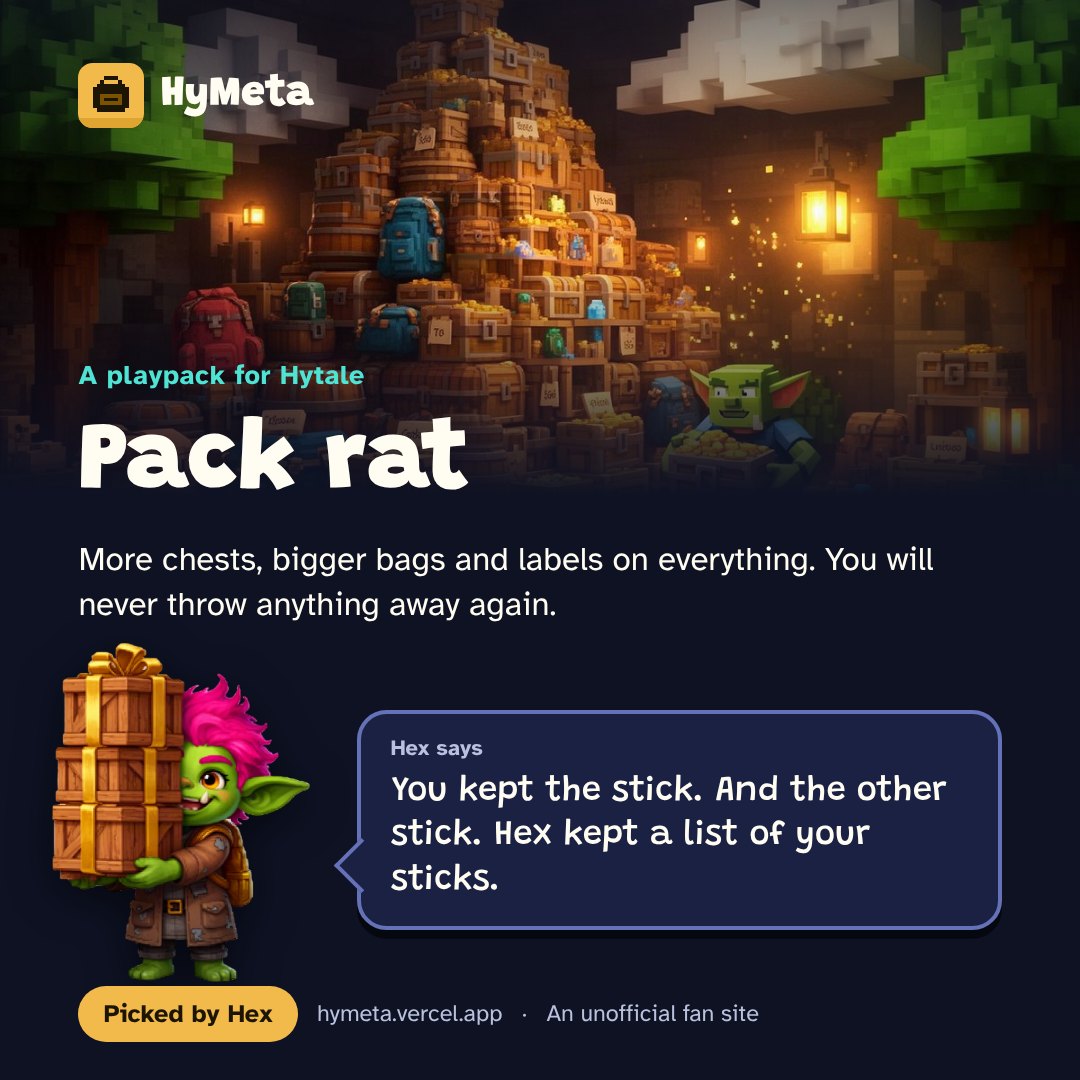 HyMeta
A playpack for Hytale
Pack rat
More chests, bigger bags and labels on everything. You will
never throw anything away again.
Hex says
You kept the stick. And the other
stick. Hex kept a list of your
sticks.
Picked by Hex
hymeta.vercel.app · An unofficial fan site